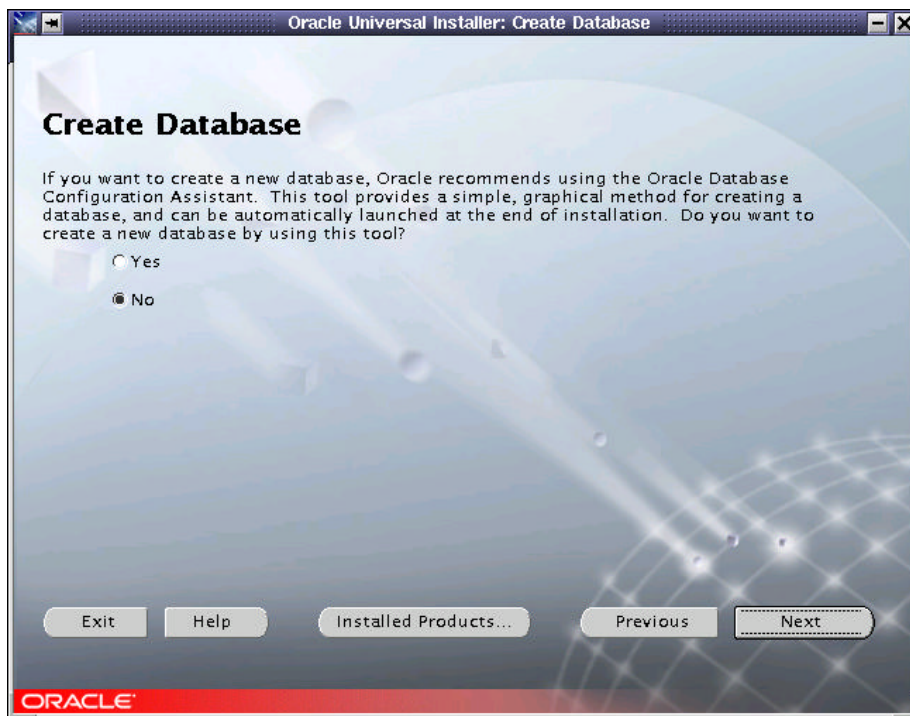 Oracle Universal Installer: Create Database
Create Database
If you want to create a new database, Oracle recommends using the Oracle Database
Configuration Assistant. This tool provides a simple, graphical method for creating a
database, and can be automatically launched at the end of installation. Do you want to
create a new database by using this tool?
Yes
No
Exit Help Installed Products... Previous Next
ORACLE